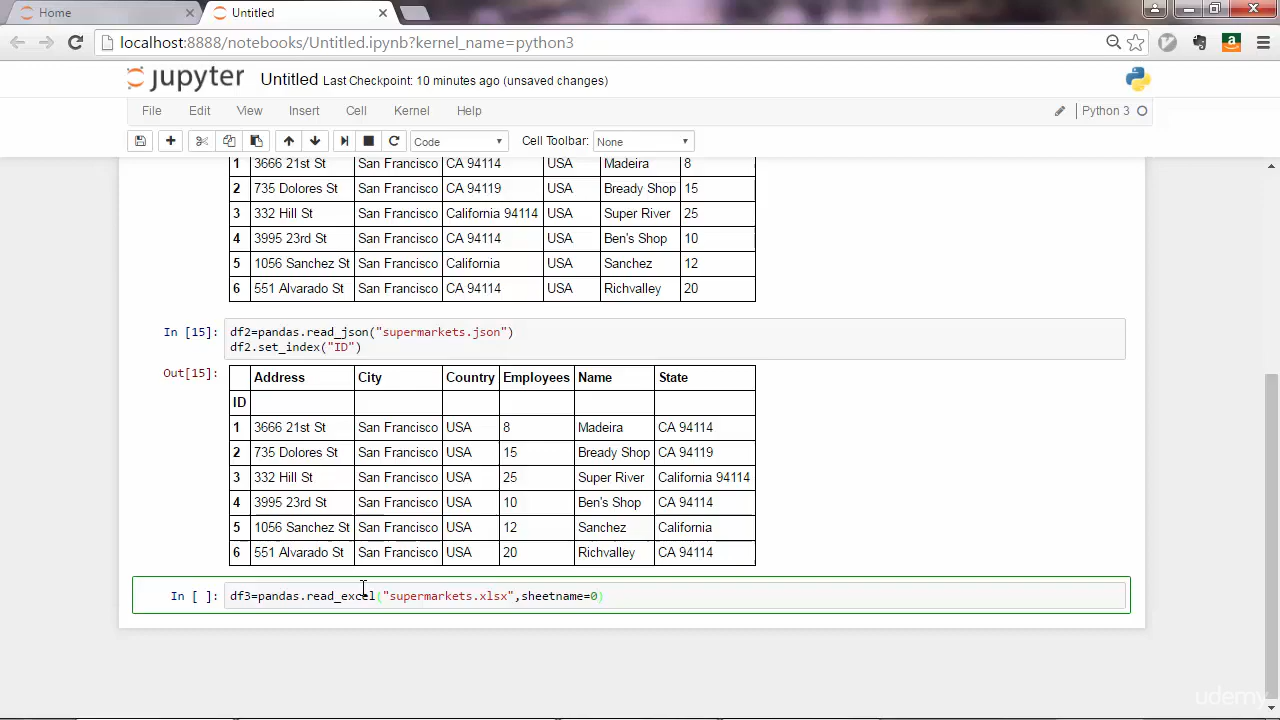 Home
Untitled
localhost:8888/notebooks/Untitled.ipynb?kernel_name=python3
jupyter Untitled Last Checkpoint: 10 minutes ago (unsaved changes)
File Edit View Insert Cell Kernel Help Python 3
Code Cell Toolbar: None
1 3666 21st St San Francisco CA 94114 USA Madeira 8
2 735 Dolores St San Francisco CA 94119 USA Bready Shop 15
3 332 Hill St San Francisco California 94114 USA Super River 25
4 3995 23rd St San Francisco CA 94114 USA Ben's Shop 10
5 1056 Sanchez St San Francisco California USA Sanchez 12
6 551 Alvarado St San Francisco CA 94114 USA Richvalley 20
In [15]: df2=pandas.read_json("supermarkets.json")
df2.set_index("ID")
Out[15]:
Address City Country Employees Name State
ID
1 3666 21st St San Francisco USA 8 Madeira CA 94114
2 735 Dolores St San Francisco USA 15 Bready Shop CA 94119
3 332 Hill St San Francisco USA 25 Super River California 94114
4 3995 23rd St San Francisco USA 10 Ben's Shop CA 94114
5 1056 Sanchez St San Francisco USA 12 Sanchez California
6 551 Alvarado St San Francisco USA 20 Richvalley CA 94114
In [ ]: df3=pandas.read_excel("supermarkets.xlsx",sheetname=0)
udemy